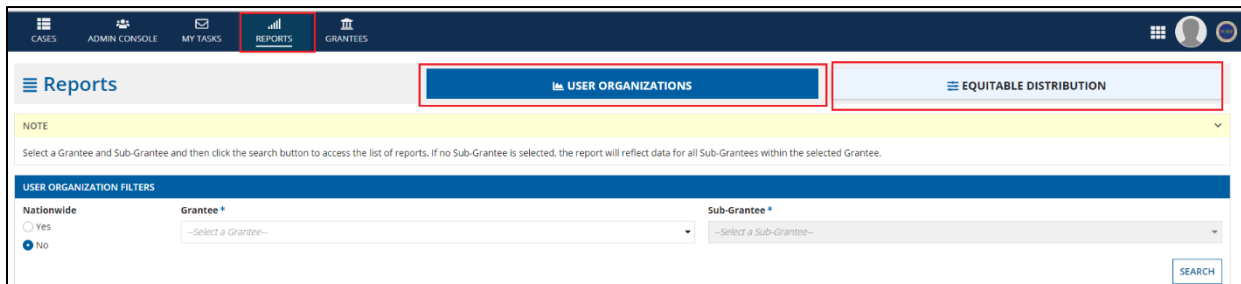 CASES ADMIN CONSOLE MY TASKS REPORTS GRANTEES
Reports USER ORGANIZATIONS EQUITABLE DISTRIBUTION
NOTE
Select a Grantee and Sub-Grantee and then click the search button to access the list of reports. If no Sub-Grantee is selected, the report will reflect data for all Sub-Grantees within the selected Grantee.
USER ORGANIZATION FILTERS
Nationwide Grantee * Sub-Grantee *
Yes --Select a Grantee-- --Select a Sub-Grantee--
No
SEARCH